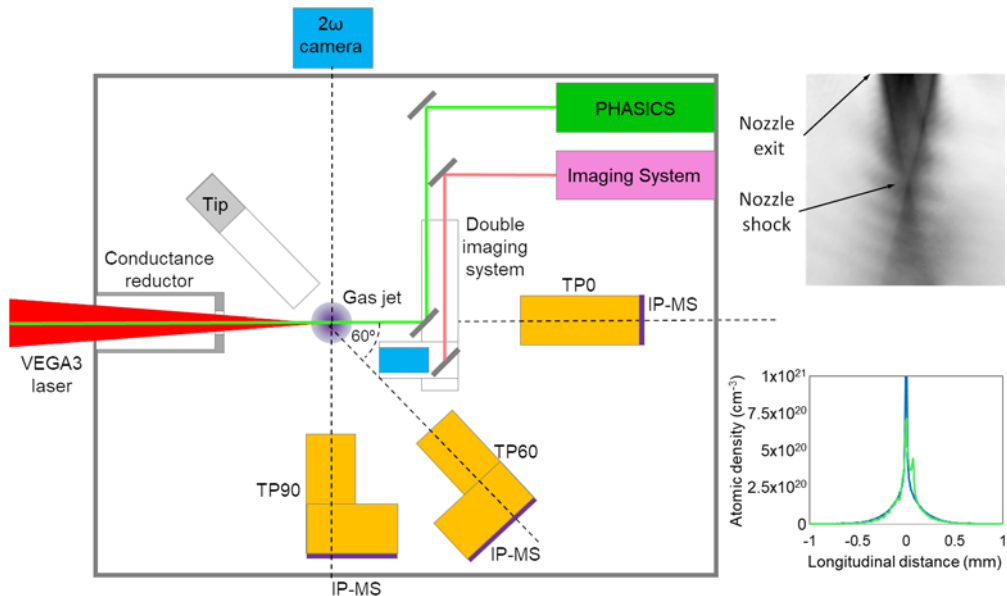 2ω
camera
PHASICS
Imaging System
Tip
Double
imaging
system
Conductance
reductor
Gas jet
TP0
IP-MS
60º
VEGA3
laser
TP60
TP90
IP-MS
IP-MS
Nozzle
exit
Nozzle
shock
Atomic density (cm⁻³)
1x10²¹
7.5x10²⁰
5x10²⁰
2.5x10²⁰
0
-1 -0.5 0 0.5 1
Longitudinal distance (mm)